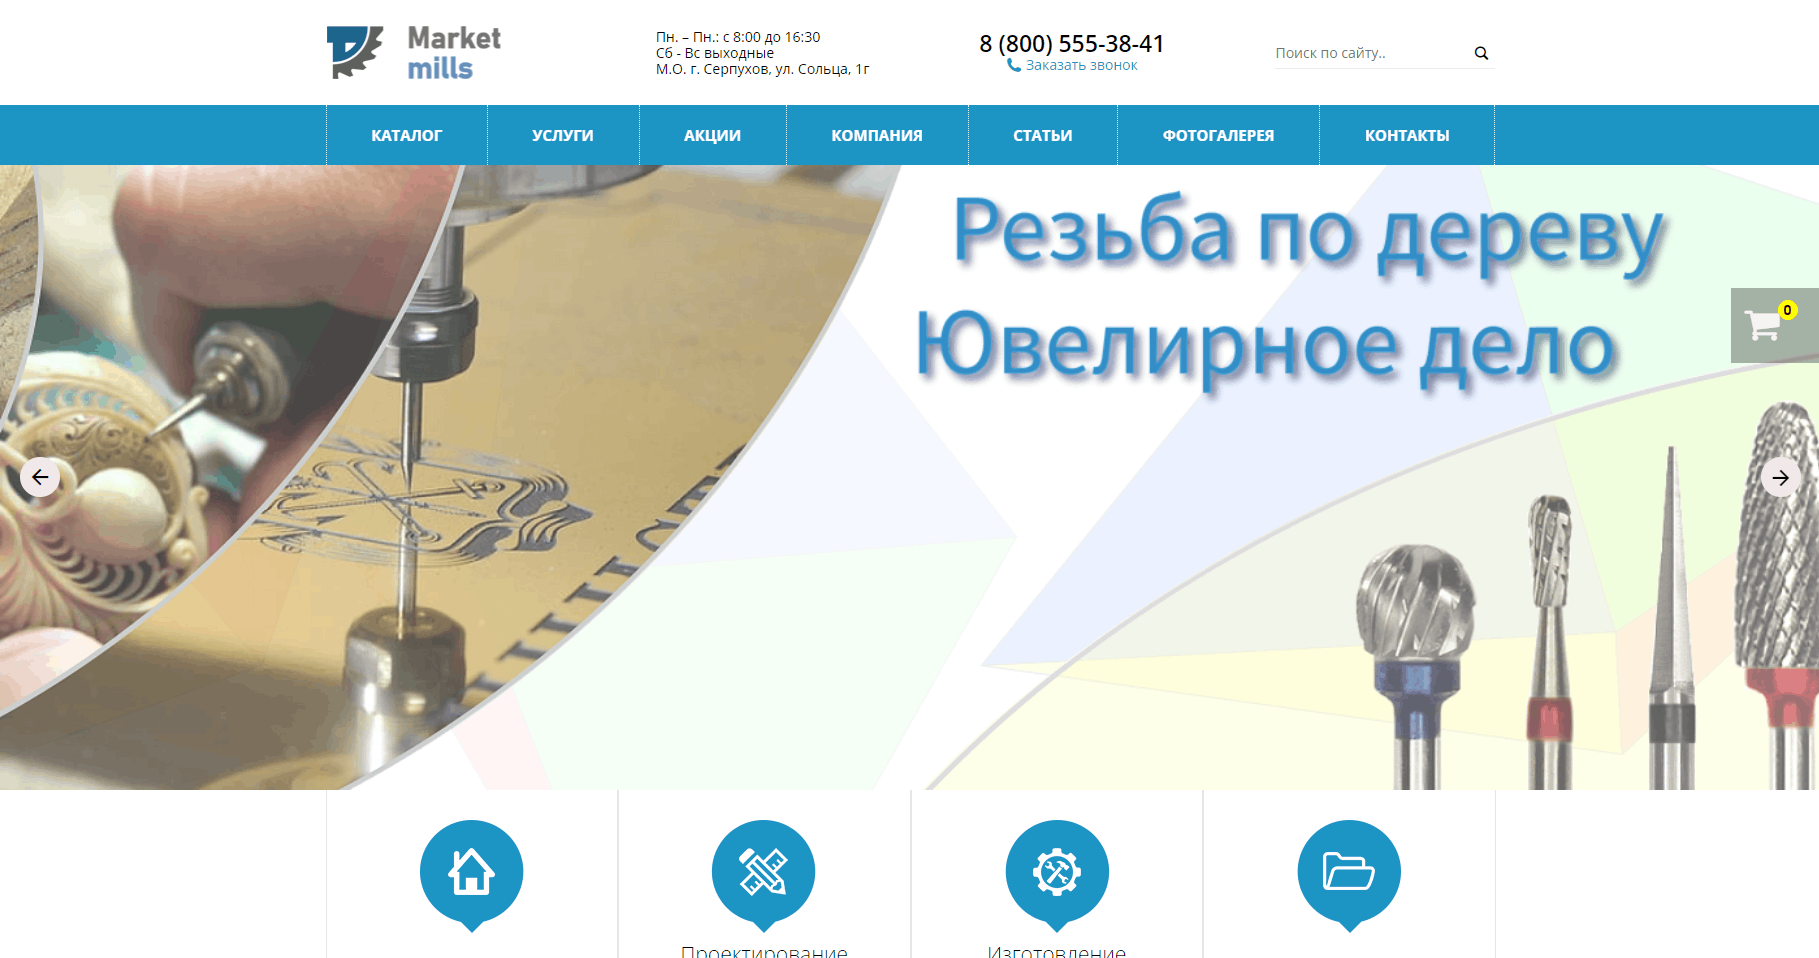 Market
mills
Пн. – Пн.: с 8:00 до 16:30
Сб - Вс выходные
М.О. г. Серпухов, ул. Сольца, 1г
8 (800) 555-38-41
Заказать звонок
Поиск по сайту..
КАТАЛОГ УСЛУГИ АКЦИИ КОМПАНИЯ СТАТЬИ ФОТОГАЛЕРЕЯ КОНТАКТЫ
Резьба по дереву
Ювелирное дело
0
Проектирование
Изготовление